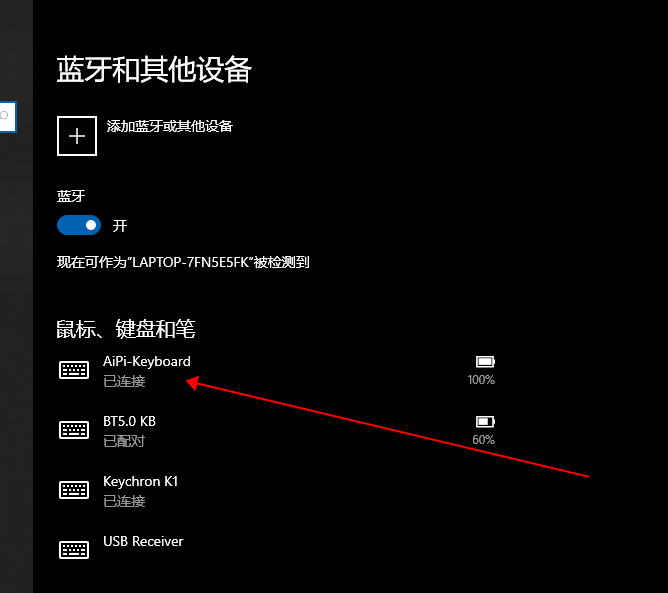 蓝牙和其他设备
添加蓝牙或其他设备
蓝牙
开
现在可作为"LAPTOP-7FN5E5FK"被检测到
鼠标、键盘和笔
AiPi-Keyboard
已连接
100%
BT5.0 KB
已配对
60%
Keychron K1
已连接
USB Receiver